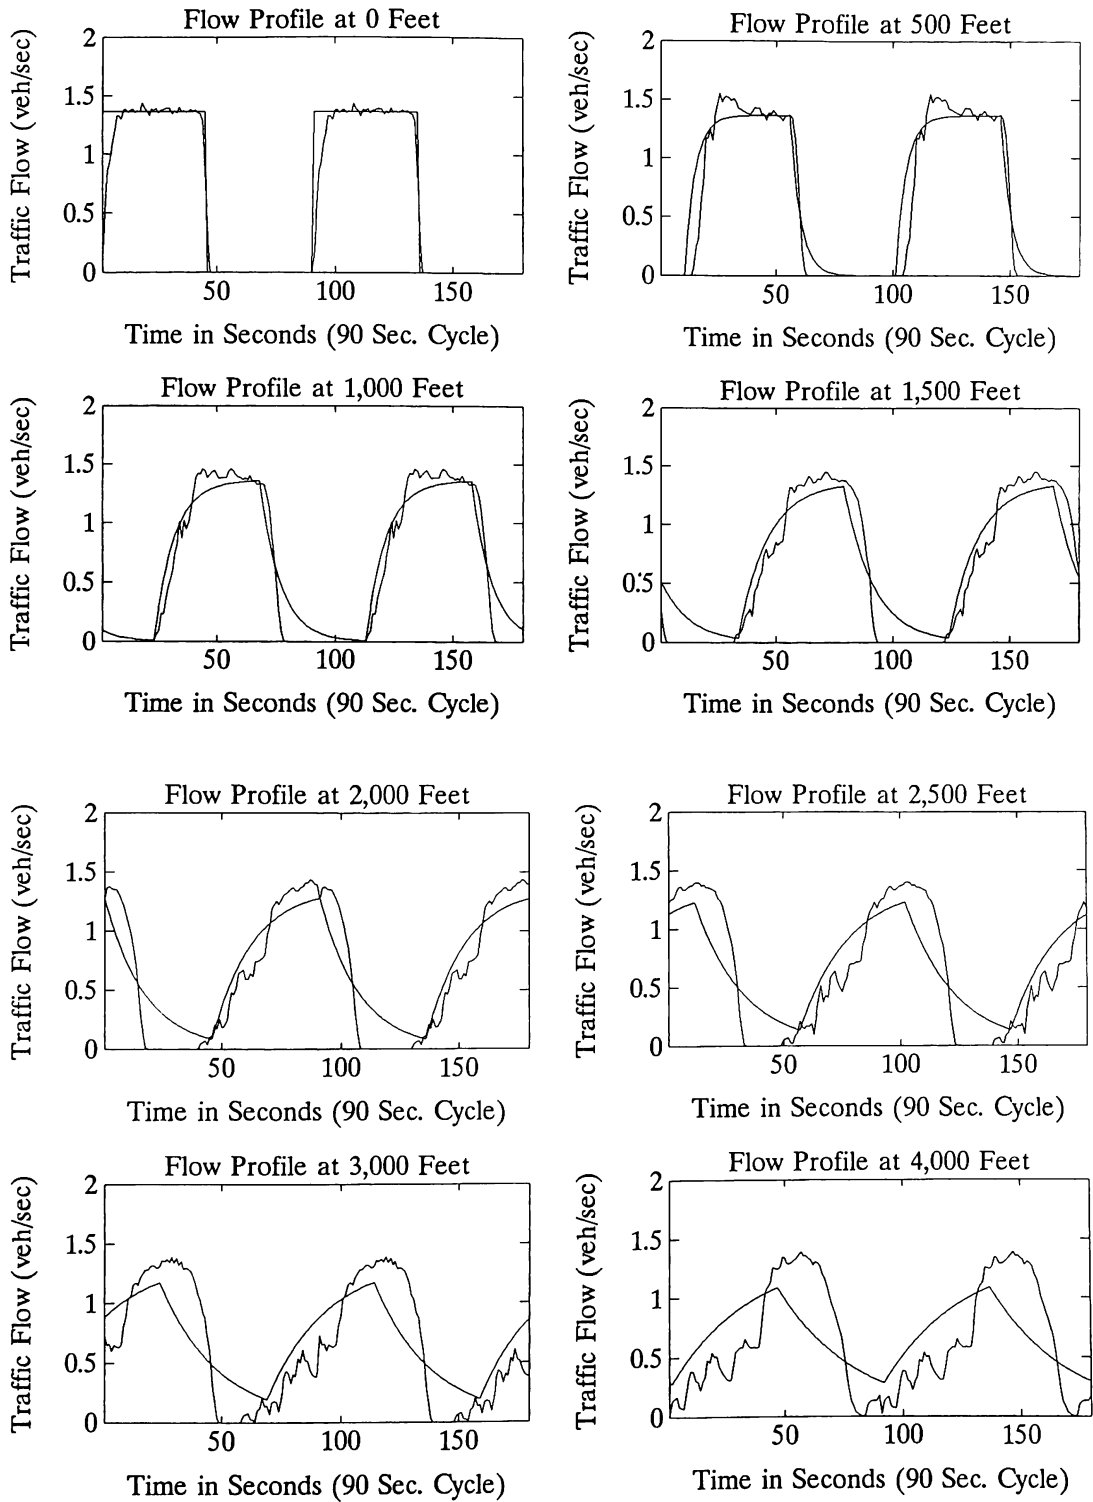 Flow Profile at 0 Feet
Traffic Flow (veh/sec)
2
1.5
1
0.5
0
50
100
150
Time in Seconds (90 Sec. Cycle)
Flow Profile at 500 Feet
Traffic Flow (veh/sec)
2
1.5
1
0.5
0
50
100
150
Time in Seconds (90 Sec. Cycle)
Flow Profile at 1,000 Feet
Traffic Flow (veh/sec)
2
1.5
1
0.5
0
50
100
150
Time in Seconds (90 Sec. Cycle)
Flow Profile at 1,500 Feet
Traffic Flow (veh/sec)
2
1.5
1
0.5
0
50
100
150
Time in Seconds (90 Sec. Cycle)
Flow Profile at 2,000 Feet
Traffic Flow (veh/sec)
2
1.5
1
0.5
0
50
100
150
Time in Seconds (90 Sec. Cycle)
Flow Profile at 2,500 Feet
Traffic Flow (veh/sec)
2
1.5
1
0.5
0
50
100
150
Time in Seconds (90 Sec. Cycle)
Flow Profile at 3,000 Feet
Traffic Flow (veh/sec)
2
1.5
1
0.5
0
50
100
150
Time in Seconds (90 Sec. Cycle)
Flow Profile at 4,000 Feet
Traffic Flow (veh/sec)
2
1.5
1
0.5
0
50
100
150
Time in Seconds (90 Sec. Cycle)